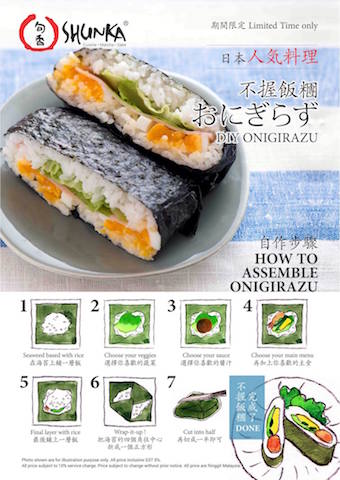 旬香
SHUNKA®
Cuisine • Matcha • Sake
期間限定 Limited Time only
日本人気料理
不握飯糰
おにぎらず
DIY ONIGIRAZU
自作步骤
HOW TO
ASSEMBLE
ONIGIRAZU
1
Seaweed based with rice
在海苔上鋪一層飯
2
Choose your veggies
選擇你喜歡的蔬菜
3
Choose your sauce
選擇你喜歡的醬汁
4
Choose your main menu
再加上你喜歡的主食
5
Final layer with rice
最後鋪上一層飯
6
Wrap-it-up !
把海苔的四個角往中心
折成一個正方形
7
Cut into half
再切成一半即可
完成了
不握飯糰
DONE
Photo shown are for illustration purpose only. All price inclusive GST 6%.
All price subject to 10% service charge. Price subject to change without prior notice. All price are Ringgit Malaysia